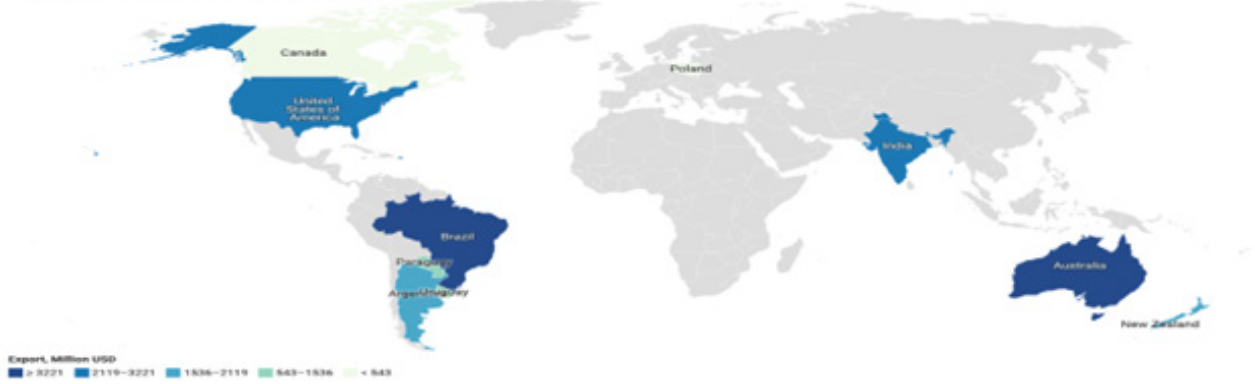 Canada
Poland
United
States of
America
India
Brazil
Paraguay
Australia
Argentina
Uruguay
New Zealand
Export, Million USD
≥ 3221 2119–3221 1536–2119 543–1536 < 543